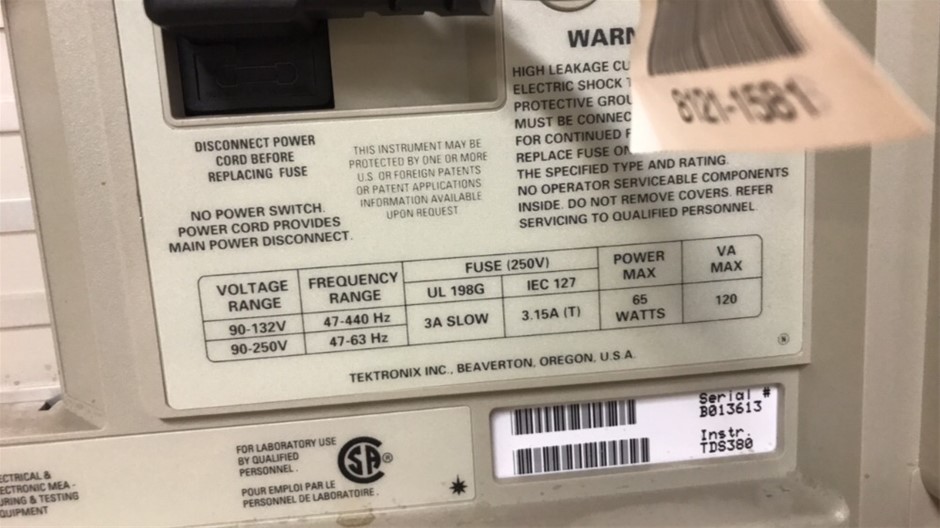 WARN
HIGH LEAKAGE CU
ELECTRIC SHOCK
PROTECTIVE GROU
MUST BE CONNEC
FOR CONTINUED
REPLACE FUSE ON
THE SPECIFIED TYPE AND RATING.
NO OPERATOR SERVICEABLE COMPONENTS
INSIDE. DO NOT REMOVE COVERS. REFER
SERVICING TO QUALIFIED PERSONNEL
8121-1581
DISCONNECT POWER
CORD BEFORE
REPLACING FUSE
THIS INSTRUMENT MAY BE
PROTECTED BY ONE OR MORE
U.S. OR FOREIGN PATENTS
OR PATENT APPLICATIONS
INFORMATION AVAILABLE
UPON REQUEST
NO POWER SWITCH.
POWER CORD PROVIDES
MAIN POWER DISCONNECT.
VOLTAGE
RANGE
FREQUENCY
RANGE
FUSE (250V)
UL 198G IEC 127
POWER
MAX
VA
MAX
90-132V 47-440 Hz
90-250V 47-63 Hz
3A SLOW 3.15A (T)
65
WATTS
120
TEKTRONIX INC., BEAVERTON, OREGON, U.S.A.
Serial #
B013613
Instr.
TDS380
FOR LABORATORY USE
BY QUALIFIED
PERSONNEL.
POUR EMPLOI PAR LE
PERSONNEL DE LABORATOIRE.
SA ®
ECTRICAL &
ECTRONIC MEA-
URING & TESTING
QUIPMENT